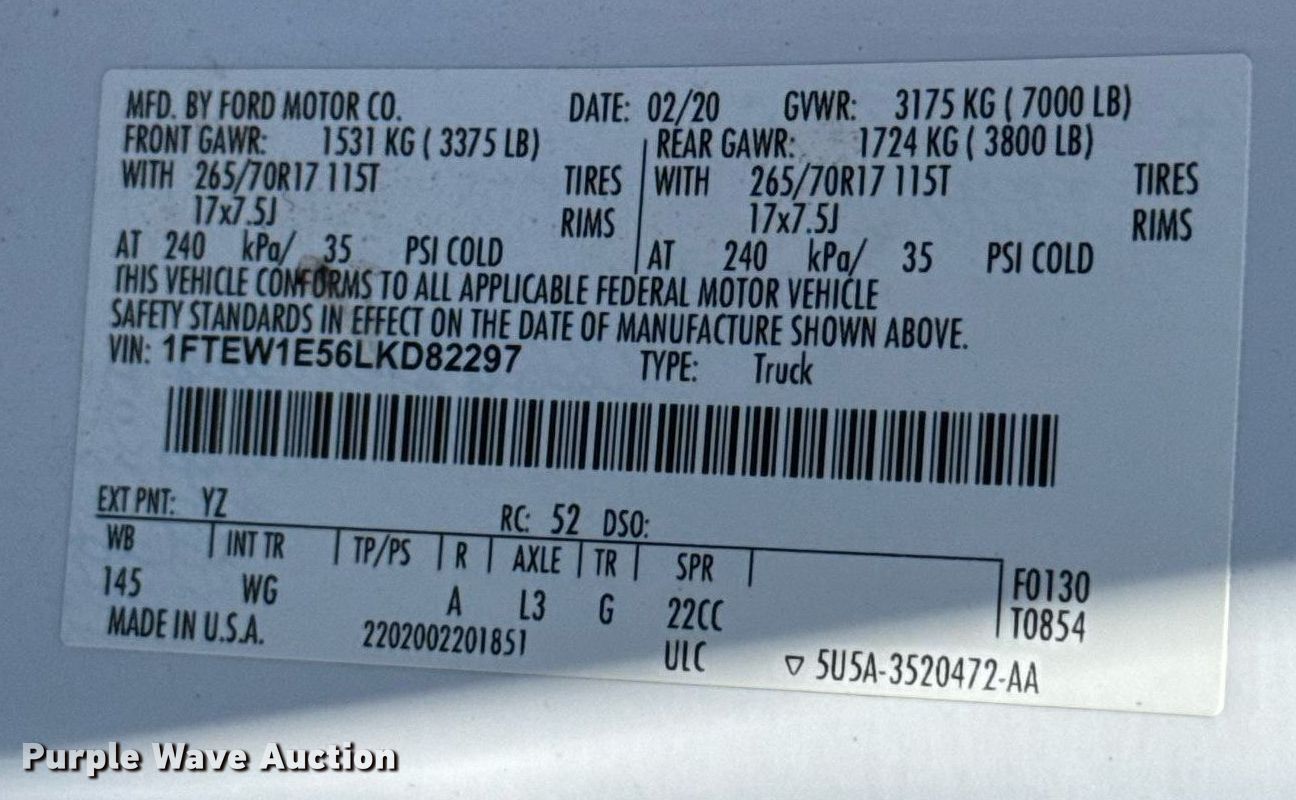 MFD. BY FORD MOTOR CO. DATE: 02/20 GVWR: 3175 KG ( 7000 LB)
FRONT GAWR: 1531 KG ( 3375 LB) REAR GAWR: 1724 KG ( 3800 LB)
WITH 265/70R17 115T TIRES WITH 265/70R17 115T TIRES
17x7.5J RIMS 17x7.5J RIMS
AT 240 kPa/ 35 PSI COLD AT 240 kPa/ 35 PSI COLD
THIS VEHICLE CONFORMS TO ALL APPLICABLE FEDERAL MOTOR VEHICLE
SAFETY STANDARDS IN EFFECT ON THE DATE OF MANUFACTURE SHOWN ABOVE.
VIN: 1FTEW1E56LKD82297 TYPE: Truck
EXT PNT: YZ RC: 52 DSO:
WB INT TR TP/PS R AXLE TR SPR
145 WG A L3 G 22CC F0130
MADE IN U.S.A. 2202002201851 ULC T0854
5U5A-3520472-AA
Purple Wave Auction